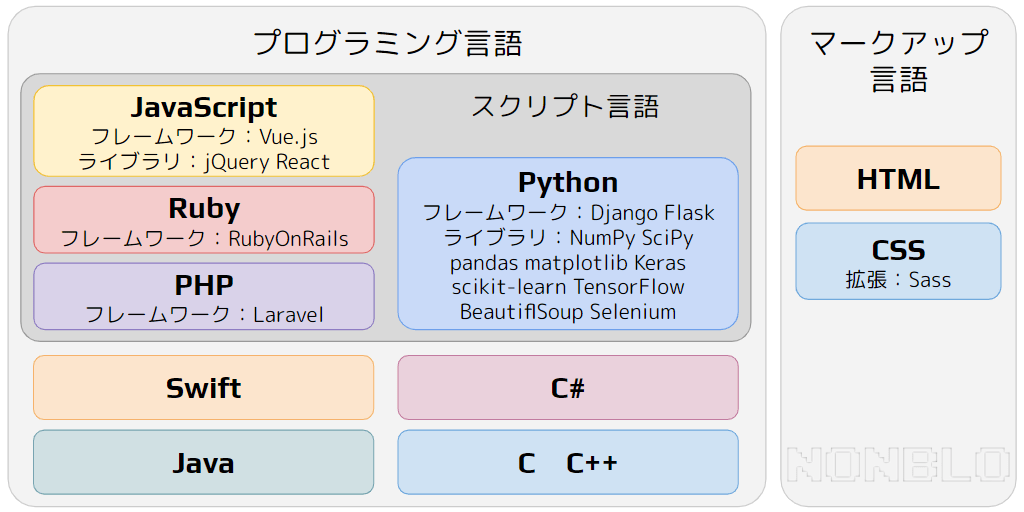 プログラミング言語
スクリプト言語
JavaScript
フレームワーク：Vue.js
ライブラリ：jQuery React
Ruby
フレームワーク：RubyOnRails
PHP
フレームワーク：Laravel
Python
フレームワーク：Django Flask
ライブラリ：NumPy SciPy
pandas matplotlib Keras
scikit-learn TensorFlow
BeautiflSoup Selenium
Swift
C#
Java
C C++
マークアップ
言語
HTML
CSS
拡張：Sass
NONBLO